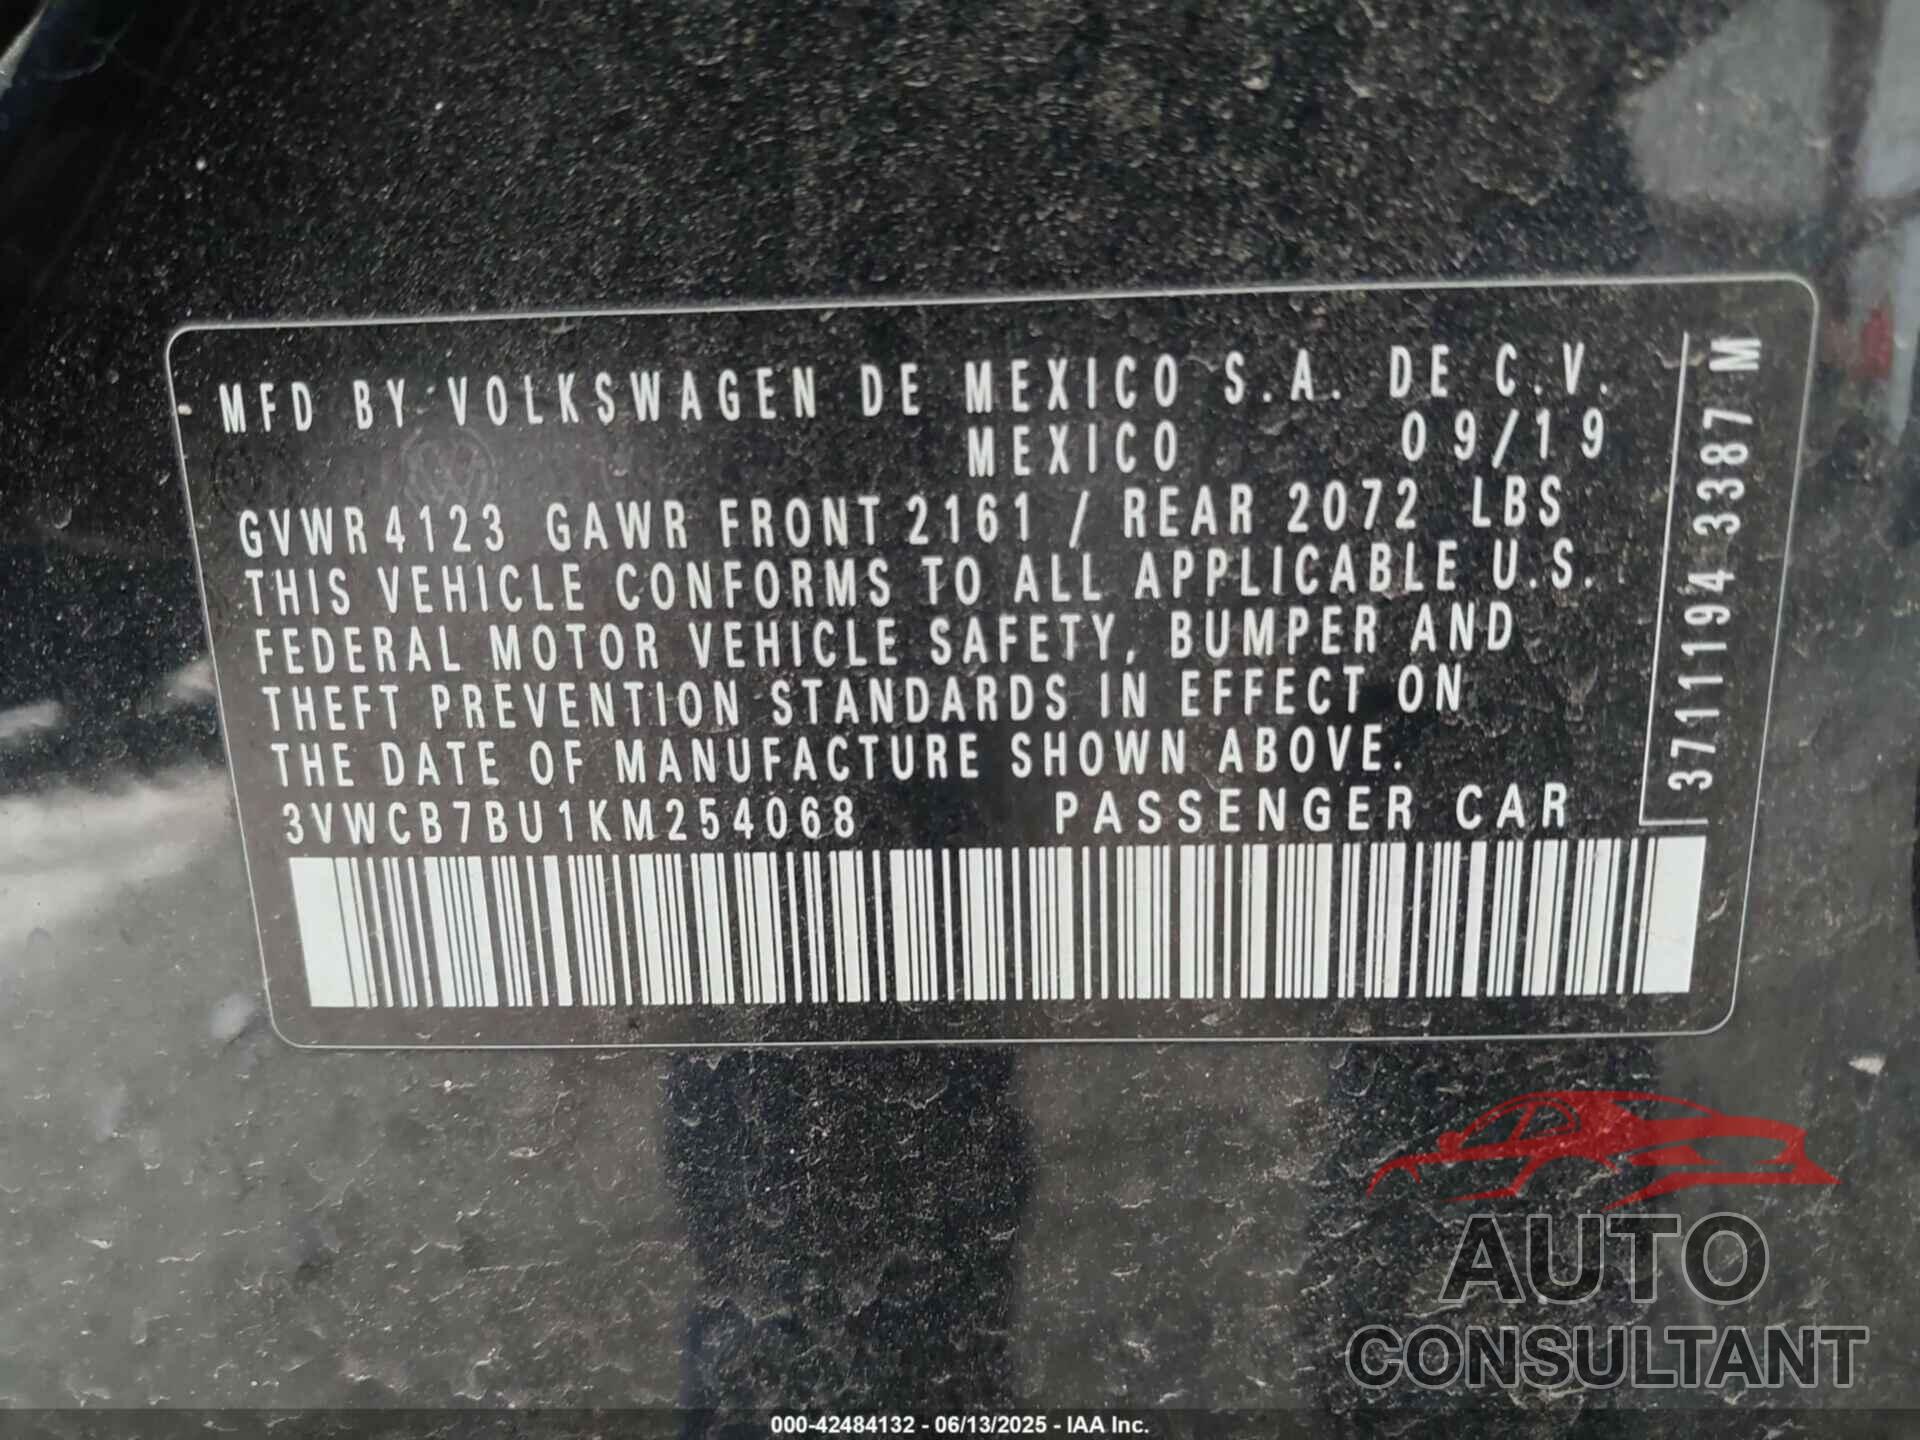 MFD BY VOLKSWAGEN DE MEXICO S.A. DE C.V.
MEXICO 09/19
GVWR 4123 GAWR FRONT 2161 / REAR 2072 LBS
THIS VEHICLE CONFORMS TO ALL APPLICABLE U.S.
FEDERAL MOTOR VEHICLE SAFETY, BUMPER AND
THEFT PREVENTION STANDARDS IN EFFECT ON
THE DATE OF MANUFACTURE SHOWN ABOVE.
3VWCB7BU1KM254068 PASSENGER CAR
3711194 3387 M
AUTO
CONSULTANT
000-42484132 - 06/13/2025 - IAA Inc.